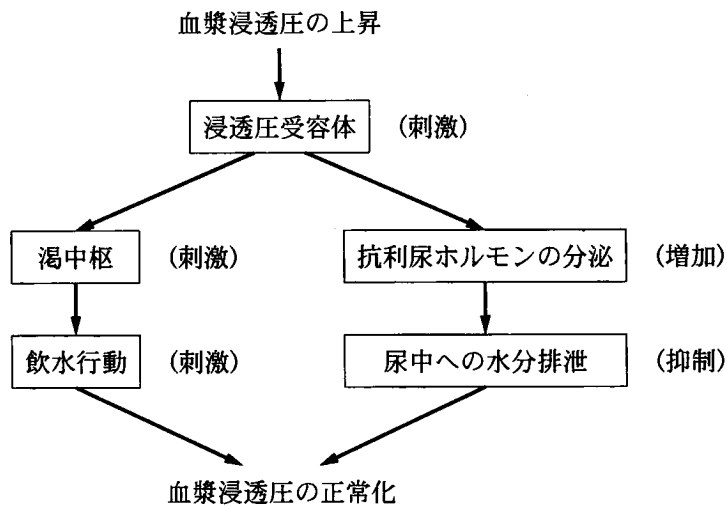 血漿浸透圧の上昇
浸透圧受容体 (刺激)
渇中枢 (刺激) 抗利尿ホルモンの分泌 (増加)
飲水行動 (刺激) 尿中への水分排泄 (抑制)
血漿浸透圧の正常化